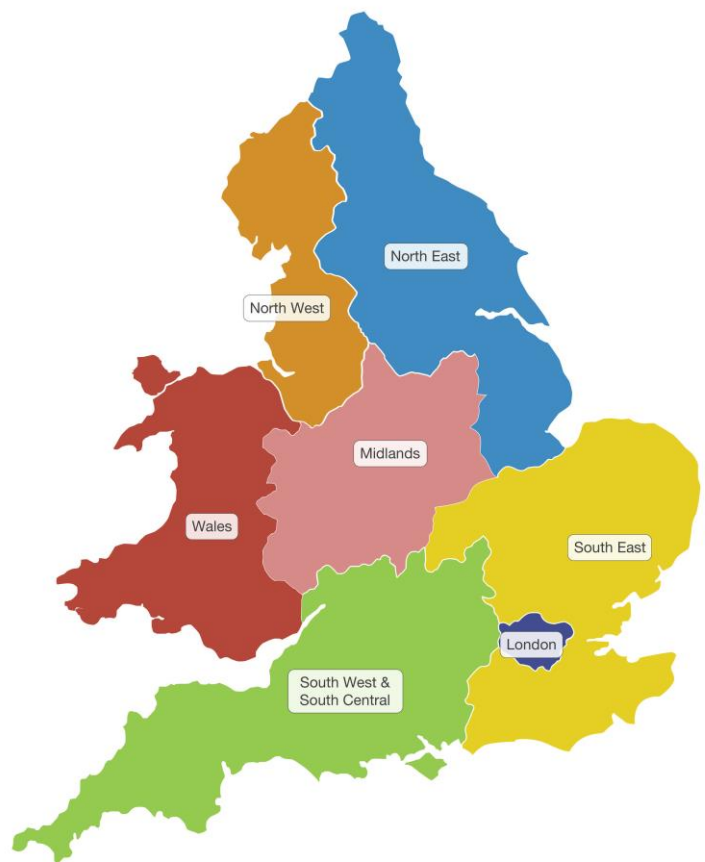 North East
North West
Midlands
Wales
South East
London
South West &
South Central